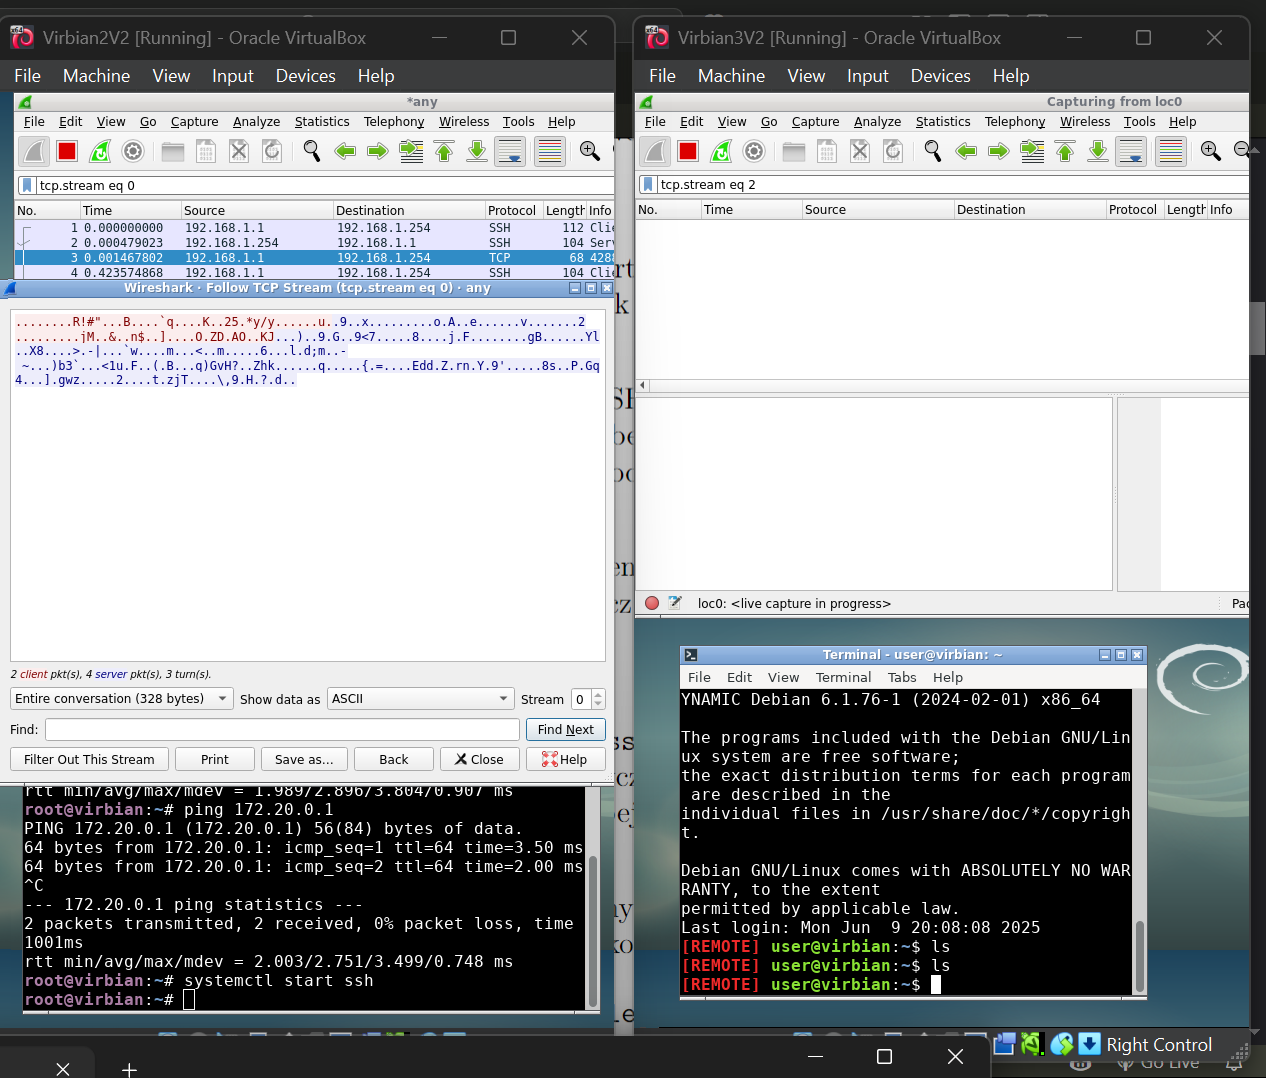 Virbian2V2 [Running] - Oracle VirtualBox
File Machine View Input Devices Help
*any
File Edit View Go Capture Analyze Statistics Telephony Wireless Tools Help
tcp.stream eq 0
No. Time Source Destination Protocol Length Info
1 0.000000000 192.168.1.1 192.168.1.254 SSH 112 Clie
2 0.000479023 192.168.1.254 192.168.1.1 SSH 104 Serv
3 0.001467802 192.168.1.1 192.168.1.254 TCP 68 4288
4 0.423574868 192.168.1.1 192.168.1.254 SSH 104 Clie
Wireshark · Follow TCP Stream (tcp.stream eq 0) · any
........R!#"...B....`q....K..25.*y/y......u..9..x.........o.A..e......v.......2
.........jM..&..n$..]....O.ZD.AO..KJ...)..9.G..9<7.....8....j.F........gB......Yl
..X8....>.-|...`w....m...<..m.....6...l.d;m..-
~...)b3`...<1u.F..(.B...q)GvH?..Zhk......q.....{.=....Edd.Z.rn.Y.9'.....8s..P.Gq
4...].gwz.....2....t.zjT....\,9.H.?.d..
2 client pkt(s), 4 server pkt(s), 3 turn(s).
Entire conversation (328 bytes) Show data as ASCII Stream 0
Find: Find Next
Filter Out This Stream Print Save as... Back Close Help
rtt min/avg/max/mdev = 1.989/2.896/3.804/0.907 ms
root@virbian:~# ping 172.20.0.1
PING 172.20.0.1 (172.20.0.1) 56(84) bytes of data.
64 bytes from 172.20.0.1: icmp_seq=1 ttl=64 time=3.50 ms
64 bytes from 172.20.0.1: icmp_seq=2 ttl=64 time=2.00 ms
^C
--- 172.20.0.1 ping statistics ---
2 packets transmitted, 2 received, 0% packet loss, time
1001ms
rtt min/avg/max/mdev = 2.003/2.751/3.499/0.748 ms
root@virbian:~# systemctl start ssh
root@virbian:~#
Virbian3V2 [Running] - Oracle VirtualBox
File Machine View Input Devices Help
Capturing from loc0
File Edit View Go Capture Analyze Statistics Telephony Wireless Tools Help
tcp.stream eq 2
No. Time Source Destination Protocol Length Info
loc0: <live capture in progress>
Pac
Terminal - user@virbian: ~
File Edit View Terminal Tabs Help
YNAMIC Debian 6.1.76-1 (2024-02-01) x86_64
The programs included with the Debian GNU/Lin
ux system are free software;
the exact distribution terms for each program
are described in the
individual files in /usr/share/doc/*/copyrigh
t.
Debian GNU/Linux comes with ABSOLUTELY NO WAR
RANTY, to the extent
permitted by applicable law.
Last login: Mon Jun  9 20:08:08 2025
[REMOTE] user@virbian:~$ ls
[REMOTE] user@virbian:~$ ls
[REMOTE] user@virbian:~$
Right Control
Go Live